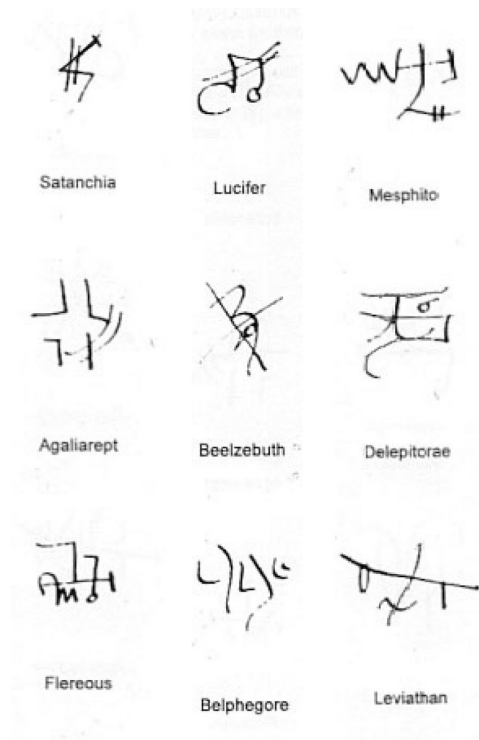 Satanchia
Lucifer
Mesphito
Agaliarept
Beelzebuth
Delepitorae
Flereous
Belphegore
Leviathan